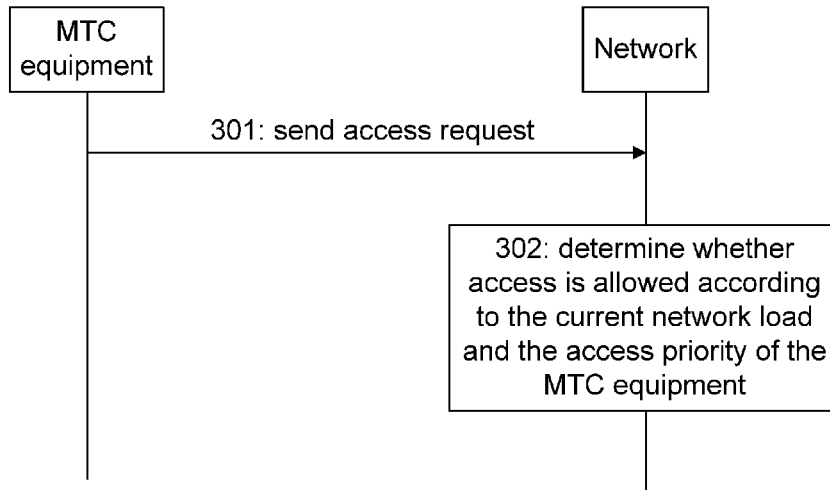 MTC
equipment
Network
301: send access request
302: determine whether
access is allowed according
to the current network load
and the access priority of the
MTC equipment